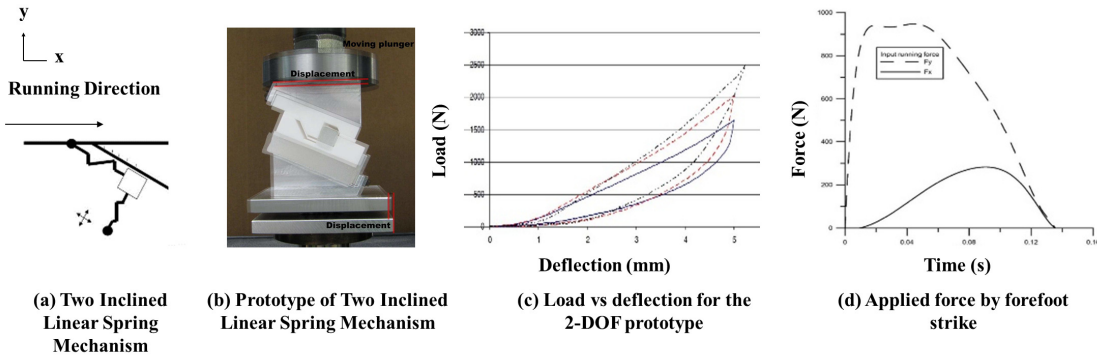 y
x
Running Direction
Moving plunger
Displacement
Displacement
Load (N)
3000
2500
2000
1500
1000
500
0
0 1 2 3 4 5
Deflection (mm)
Force (N)
1000
800
600
400
200
0
Input running force
Fy
Fx
0 0.04 0.08 0.12 0.16
Time (s)
(a) Two Inclined
Linear Spring
Mechanism
(b) Prototype of Two Inclined
Linear Spring Mechanism
(c) Load vs deflection for the
2-DOF prototype
(d) Applied force by forefoot
strike